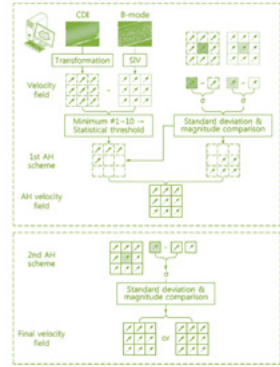 CDI B-mode
Transformation SIV
Velocity
field
-
σ σ
Minimum #1~10 →
Statistical threshold
Standard deviation &
magnitude comparison
1st AH
scheme
AH velocity
field
2nd AH
scheme
σ
Standard deviation &
magnitude comparison
Final velocity
field
or